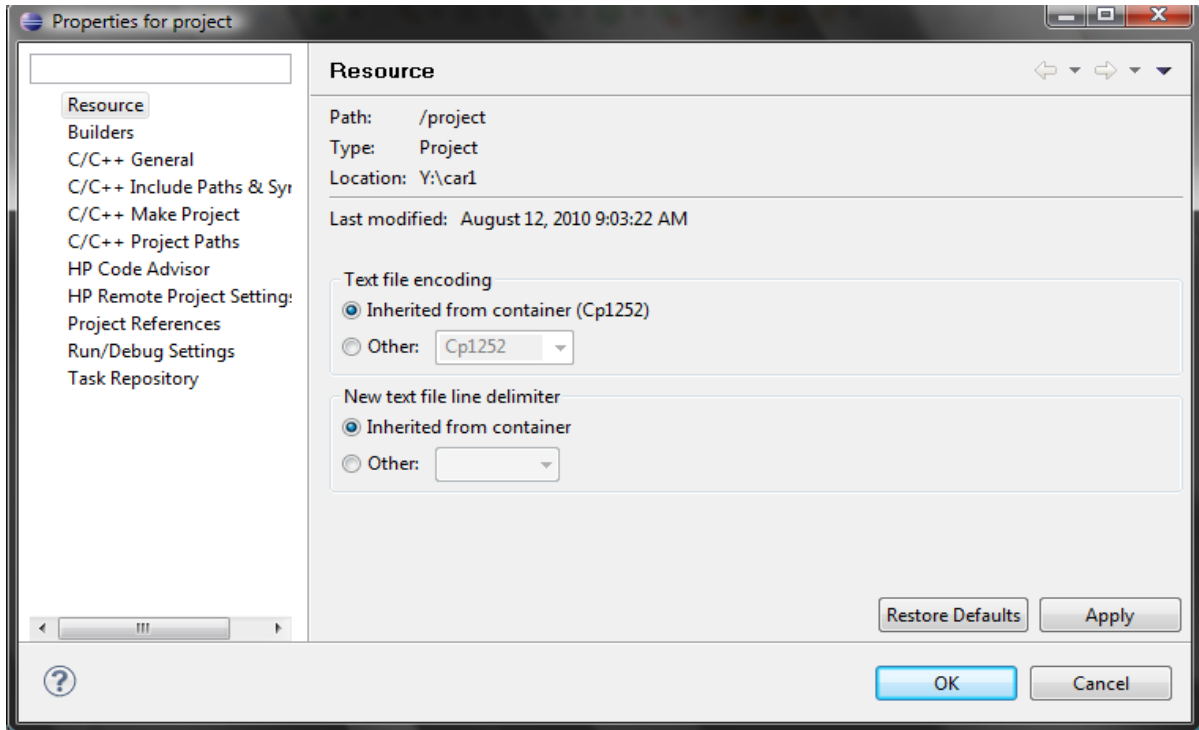 Properties for project
Resource
Builders
C/C++ General
C/C++ Include Paths & Syr
C/C++ Make Project
C/C++ Project Paths
HP Code Advisor
HP Remote Project Settings
Project References
Run/Debug Settings
Task Repository
Resource
Path: /project
Type: Project
Location: Y:\car1
Last modified: August 12, 2010 9:03:22 AM
Text file encoding
Inherited from container (Cp1252)
Other: Cp1252
New text file line delimiter
Inherited from container
Other:
Restore Defaults Apply
? OK Cancel